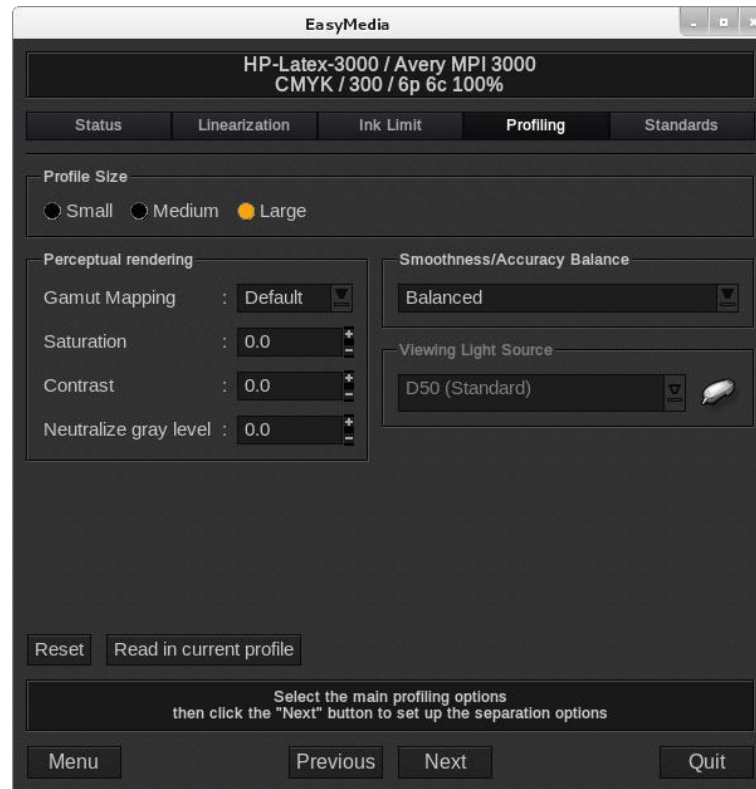 EasyMedia
HP-Latex-3000 / Avery MPI 3000
CMYK / 300 / 6p 6c 100%
Status Linearization Ink Limit Profiling Standards
Profile Size
Small Medium Large
Perceptual rendering
Gamut Mapping : Default
Saturation : 0.0
Contrast : 0.0
Neutralize gray level : 0.0
Smoothness/Accuracy Balance
Balanced
Viewing Light Source
D50 (Standard)
Reset Read in current profile
Select the main profiling options
then click the "Next" button to set up the separation options
Menu Previous Next Quit